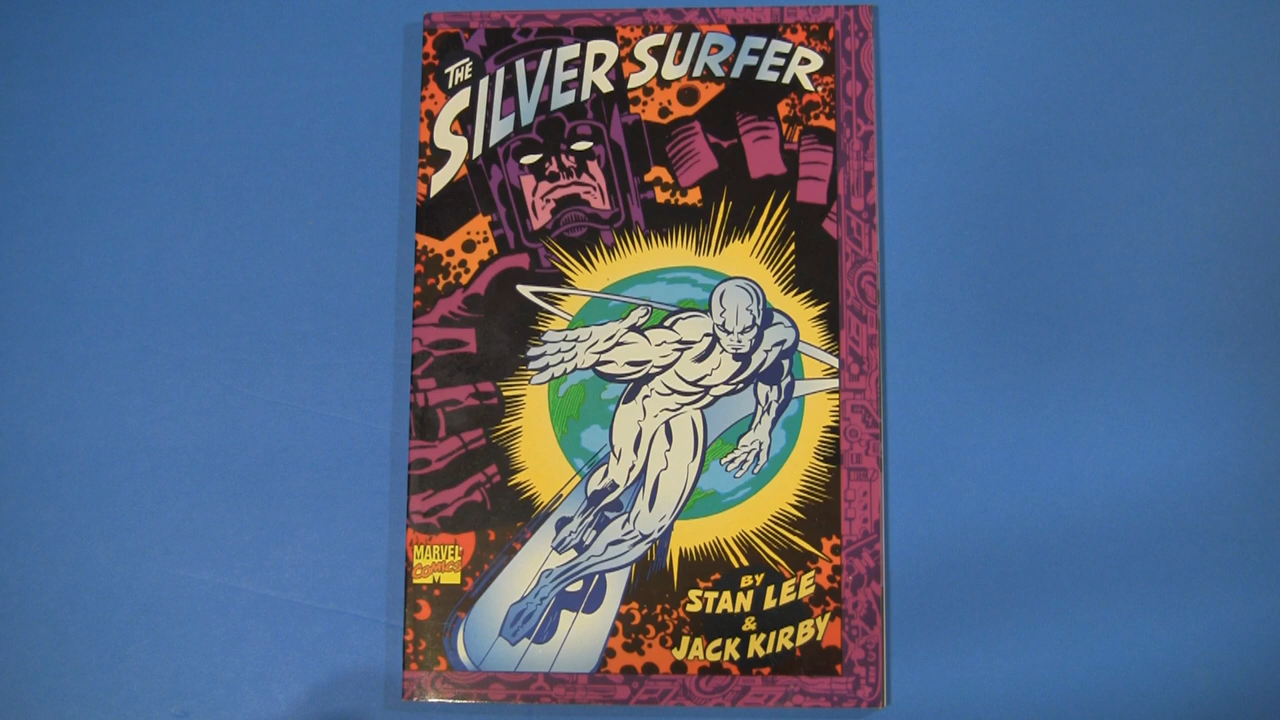 THE
SILVER SURFER
MARVEL
COMICS
M
BY
STAN LEE
&
JACK KIRBY